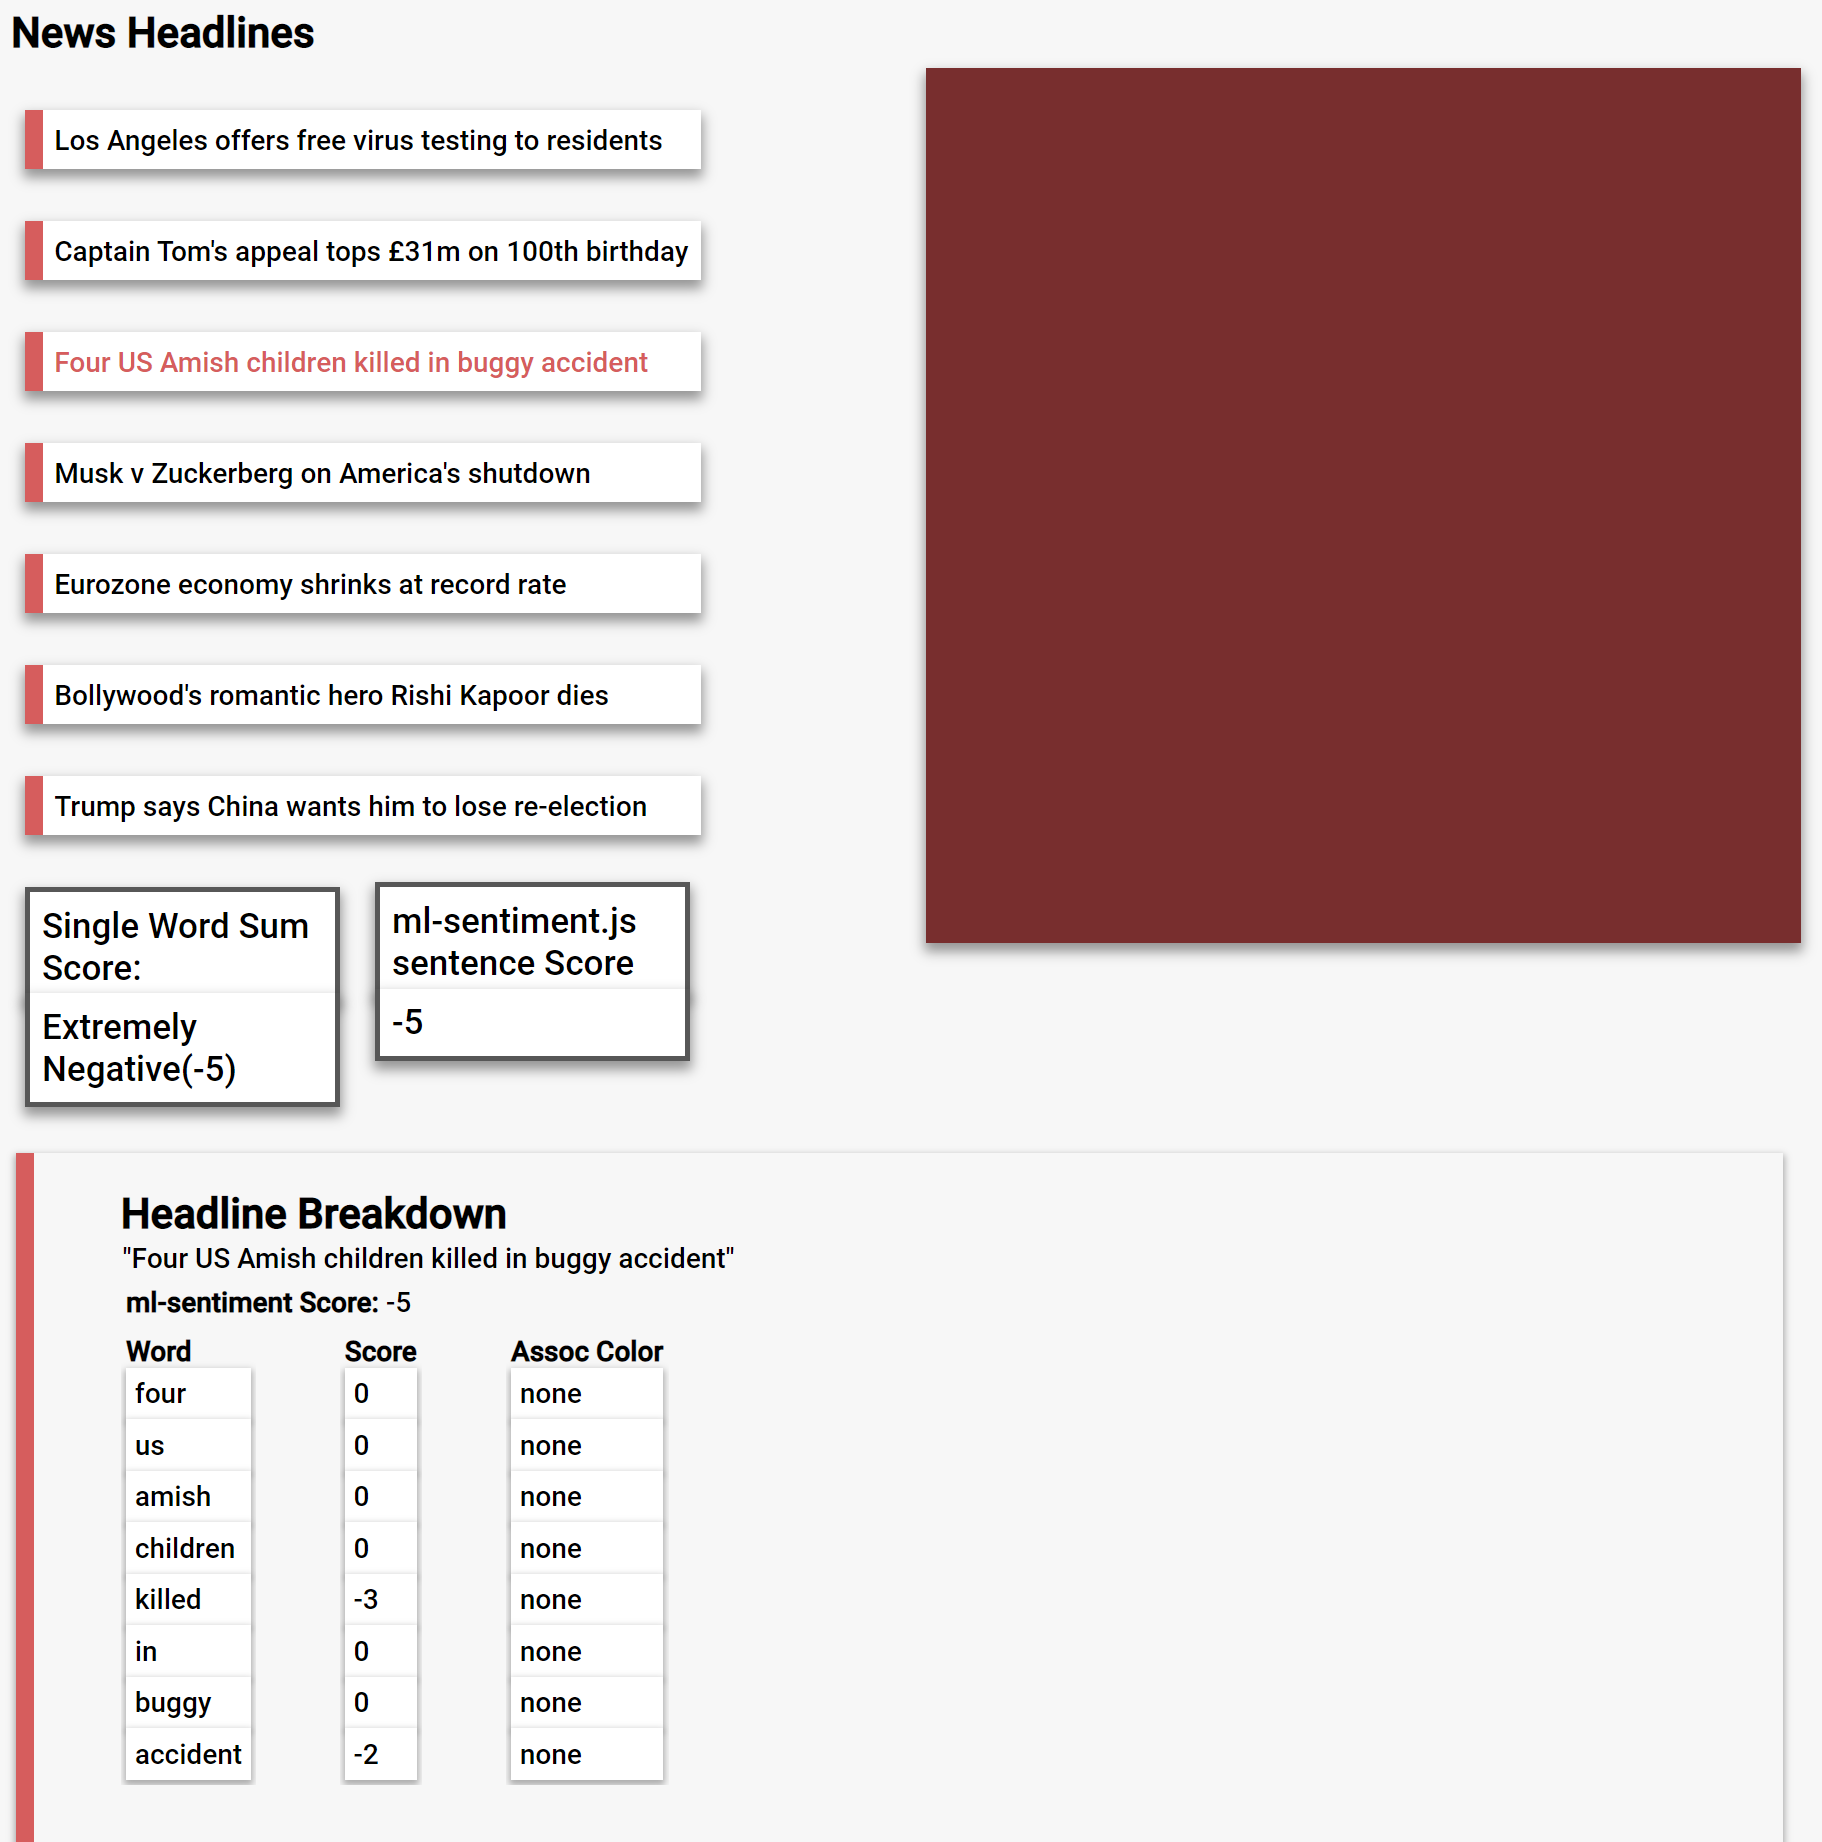 News Headlines
Los Angeles offers free virus testing to residents
Captain Tom's appeal tops £31m on 100th birthday
Four US Amish children killed in buggy accident
Musk v Zuckerberg on America's shutdown
Eurozone economy shrinks at record rate
Bollywood's romantic hero Rishi Kapoor dies
Trump says China wants him to lose re-election
Single Word Sum
Score:
Extremely
Negative(-5)
ml-sentiment.js
sentence Score
-5
Headline Breakdown
"Four US Amish children killed in buggy accident"
ml-sentiment Score: -5
Word Score Assoc Color
four 0 none
us 0 none
amish 0 none
children 0 none
killed -3 none
in 0 none
buggy 0 none
accident -2 none